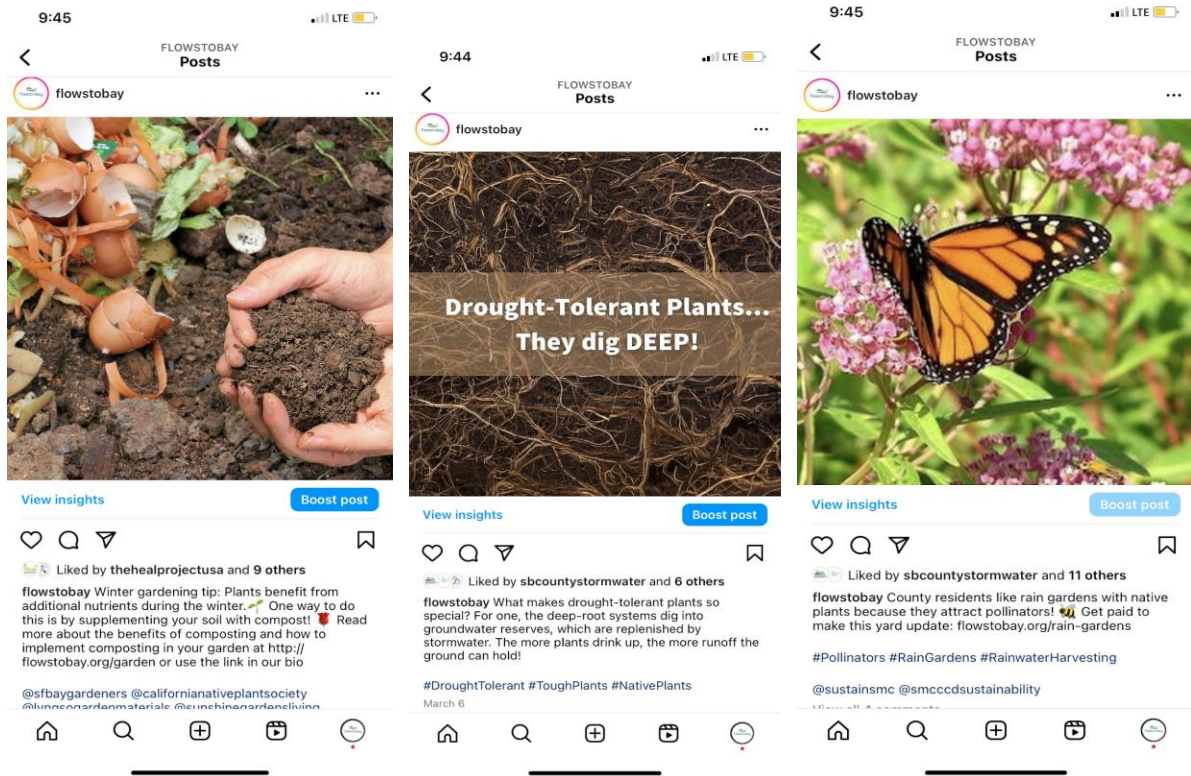 9:45
LTE
FLOWSTOBAY
Posts
flowstobay
View insights
Boost post
Liked by thehealprojectusa and 9 others
flowstobay Winter gardening tip: Plants benefit from
additional nutrients during the winter.🌱 One way to do
this is by supplementing your soil with compost! 🌹 Read
more about the benefits of composting and how to
implement composting in your garden at http://
flowstobay.org/garden or use the link in our bio
@sfbaygardeners @californianativeplantsociety
@lyngsogardenmaterials @sunshinegardensliving
9:44
LTE
FLOWSTOBAY
Posts
flowstobay
Drought-Tolerant Plants...
They dig DEEP!
View insights
Boost post
Liked by sbcountystormwater and 6 others
flowstobay What makes drought-tolerant plants so
special? For one, the deep-root systems dig into
groundwater reserves, which are replenished by
stormwater. The more plants drink up, the more runoff the
ground can hold!
#DroughtTolerant #ToughPlants #NativePlants
March 6
9:45
LTE
FLOWSTOBAY
Posts
flowstobay
View insights
Boost post
Liked by sbcountystormwater and 11 others
flowstobay County residents like rain gardens with native
plants because they attract pollinators! 🐝 Get paid to
make this yard update: flowstobay.org/rain-gardens
#Pollinators #RainGardens #RainwaterHarvesting
@sustainsmc @smcccdsustainability
View all 4 comments